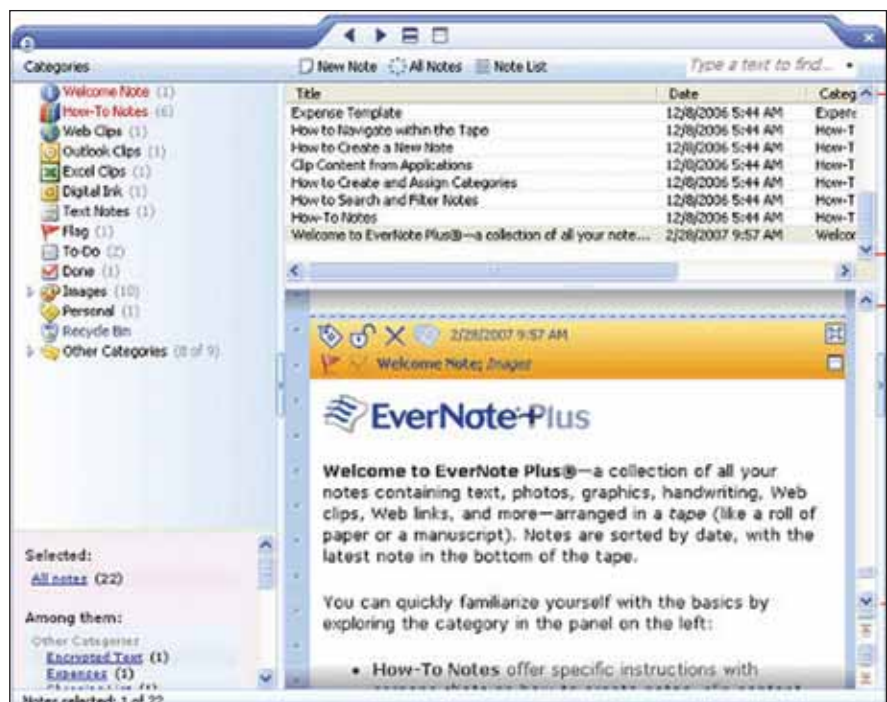 Categories
New Note All Notes Note List Type a text to find...
Welcome Note (1)
How-To Notes (6)
Web Clips (1)
Outlook Clips (1)
Excel Clips (1)
Digital Ink (1)
Text Notes (1)
Flag (1)
To-Do (2)
Done (1)
Images (10)
Personal (1)
Recycle Bin
Other Categories (8 of 9)
Selected:
All notes (22)
Among them:
Other Categories
Encrypted Text (1)
Expenses (1)
Notes selected: 1 of 22
Title Date Categ
Expense Template 12/8/2006 5:44 AM Expens
How to Navigate within the Tape 12/8/2006 5:44 AM How-T
How to Create a New Note 12/8/2006 5:44 AM How-T
Clip Content from Applications 12/8/2006 5:44 AM How-T
How to Create and Assign Categories 12/8/2006 5:44 AM How-T
How to Search and Filter Notes 12/8/2006 5:44 AM How-T
How-To Notes 12/8/2006 5:44 AM How-T
Welcome to EverNote Plus®—a collection of all your note... 2/28/2007 9:57 AM Welcor
2/28/2007 9:57 AM
Welcome Note; Images
EverNote+Plus
Welcome to EverNote Plus®—a collection of all your
notes containing text, photos, graphics, handwriting, Web
clips, Web links, and more—arranged in a tape (like a roll of
paper or a manuscript). Notes are sorted by date, with the
latest note in the bottom of the tape.
You can quickly familiarize yourself with the basics by
exploring the category in the panel on the left:
• How-To Notes offer specific instructions with